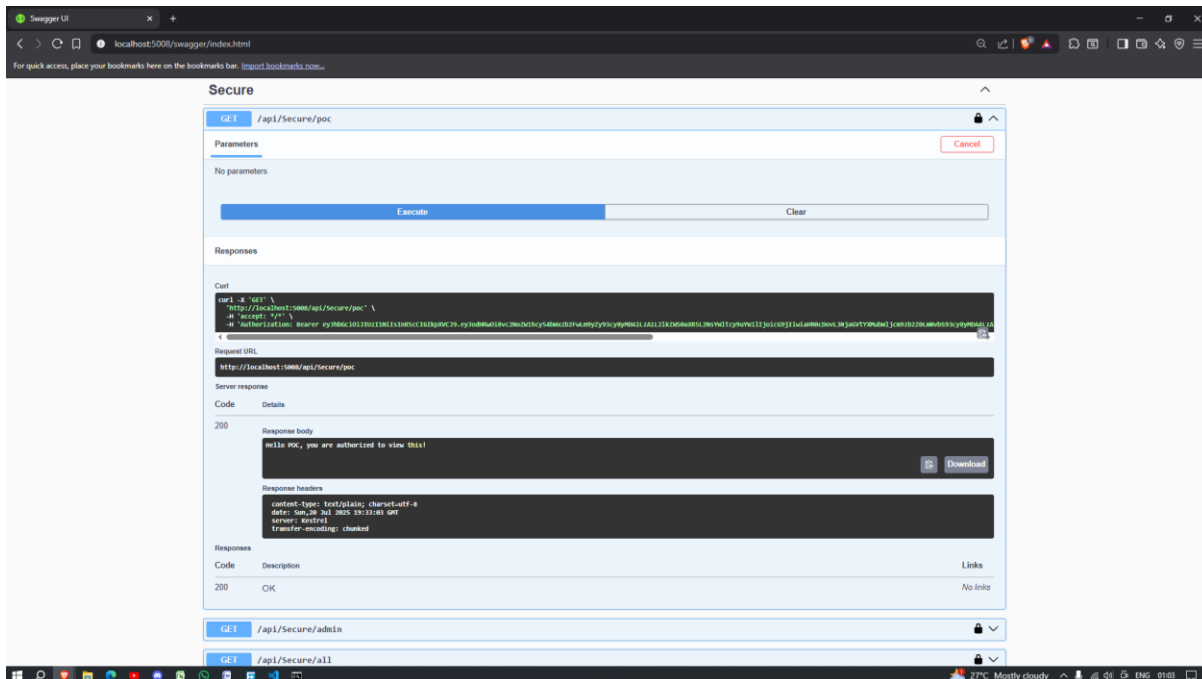 Swagger UI
localhost:5008/swagger/index.html
For quick access, place your bookmarks here on the bookmarks bar. Import bookmarks now...
Secure
GET /api/Secure/poc
Parameters
Cancel
No parameters
Execute
Clear
Responses
Curl
curl -X 'GET' \
'http://localhost:5008/api/Secure/poc' \
-H 'accept: */*' \
-H 'Authorization: Bearer
Request URL
http://localhost:5008/api/Secure/poc
Server response
Code Details
200
Response body
Hello POC, you are authorized to view this!
Download
Response headers
content-type: text/plain; charset=utf-8
date: Sun,20 Jul 2025 19:33:03 GMT
server: Kestrel
transfer-encoding: chunked
Responses
Code Description Links
200 OK No links
GET /api/Secure/admin
GET /api/Secure/all
27°C Mostly cloudy ENG 01:03